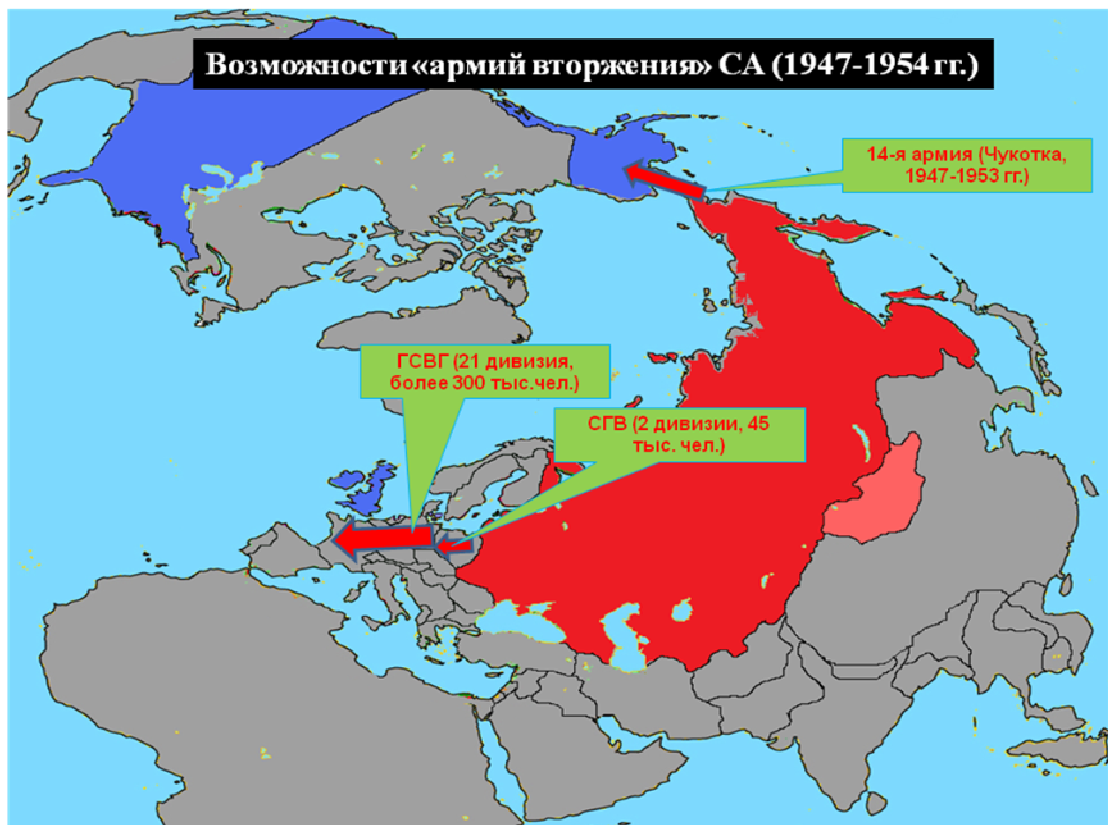 Возможности «армий вторжения» СА (1947-1954 гг.)
14-я армия (Чукотка,
1947-1953 гг.)
ГСВГ (21 дивизия,
более 300 тыс.чел.)
СГВ (2 дивизии, 45
тыс. чел.)